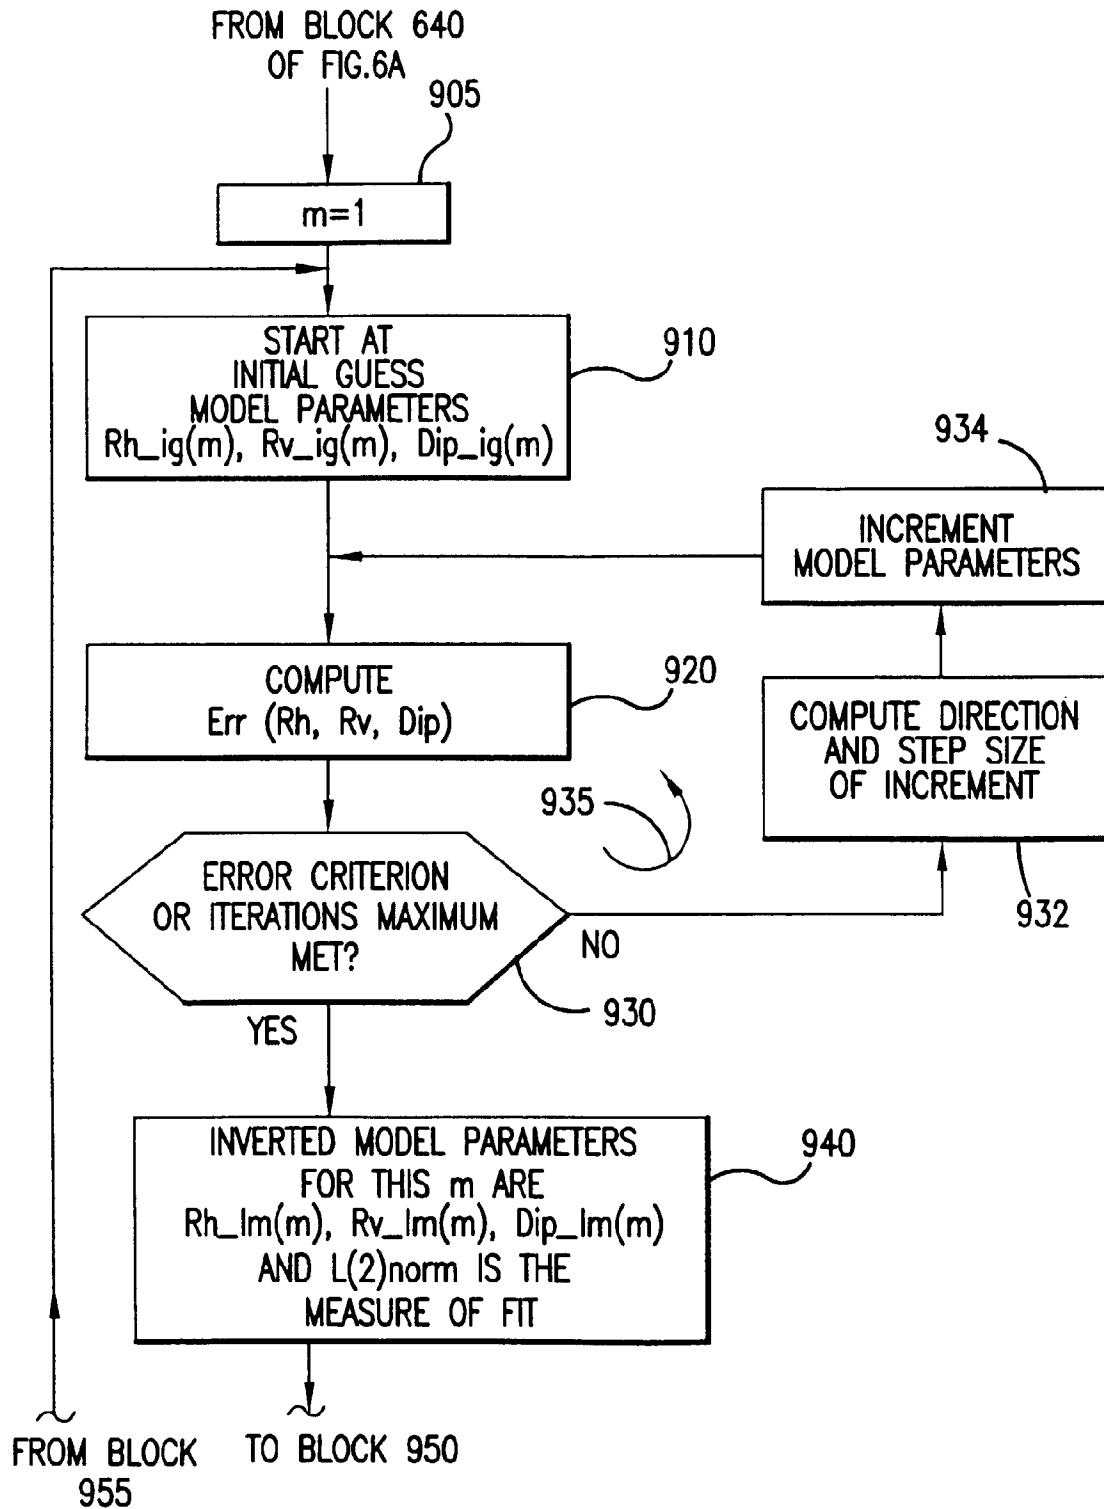 FROM BLOCK 640
OF FIG.6A
905
m=1
START AT
INITIAL GUESS
MODEL PARAMETERS
Rh_ig(m), Rv_ig(m), Dip_ig(m)
910
934
INCREMENT
MODEL PARAMETERS
COMPUTE
Err (Rh, Rv, Dip)
920
COMPUTE DIRECTION
AND STEP SIZE
OF INCREMENT
932
935
ERROR CRITERION
OR ITERATIONS MAXIMUM
MET?
NO
930
YES
INVERTED MODEL PARAMETERS
FOR THIS m ARE
Rh_lm(m), Rv_lm(m), Dip_lm(m)
AND L(2)norm IS THE
MEASURE OF FIT
940
FROM BLOCK
955
TO BLOCK 950